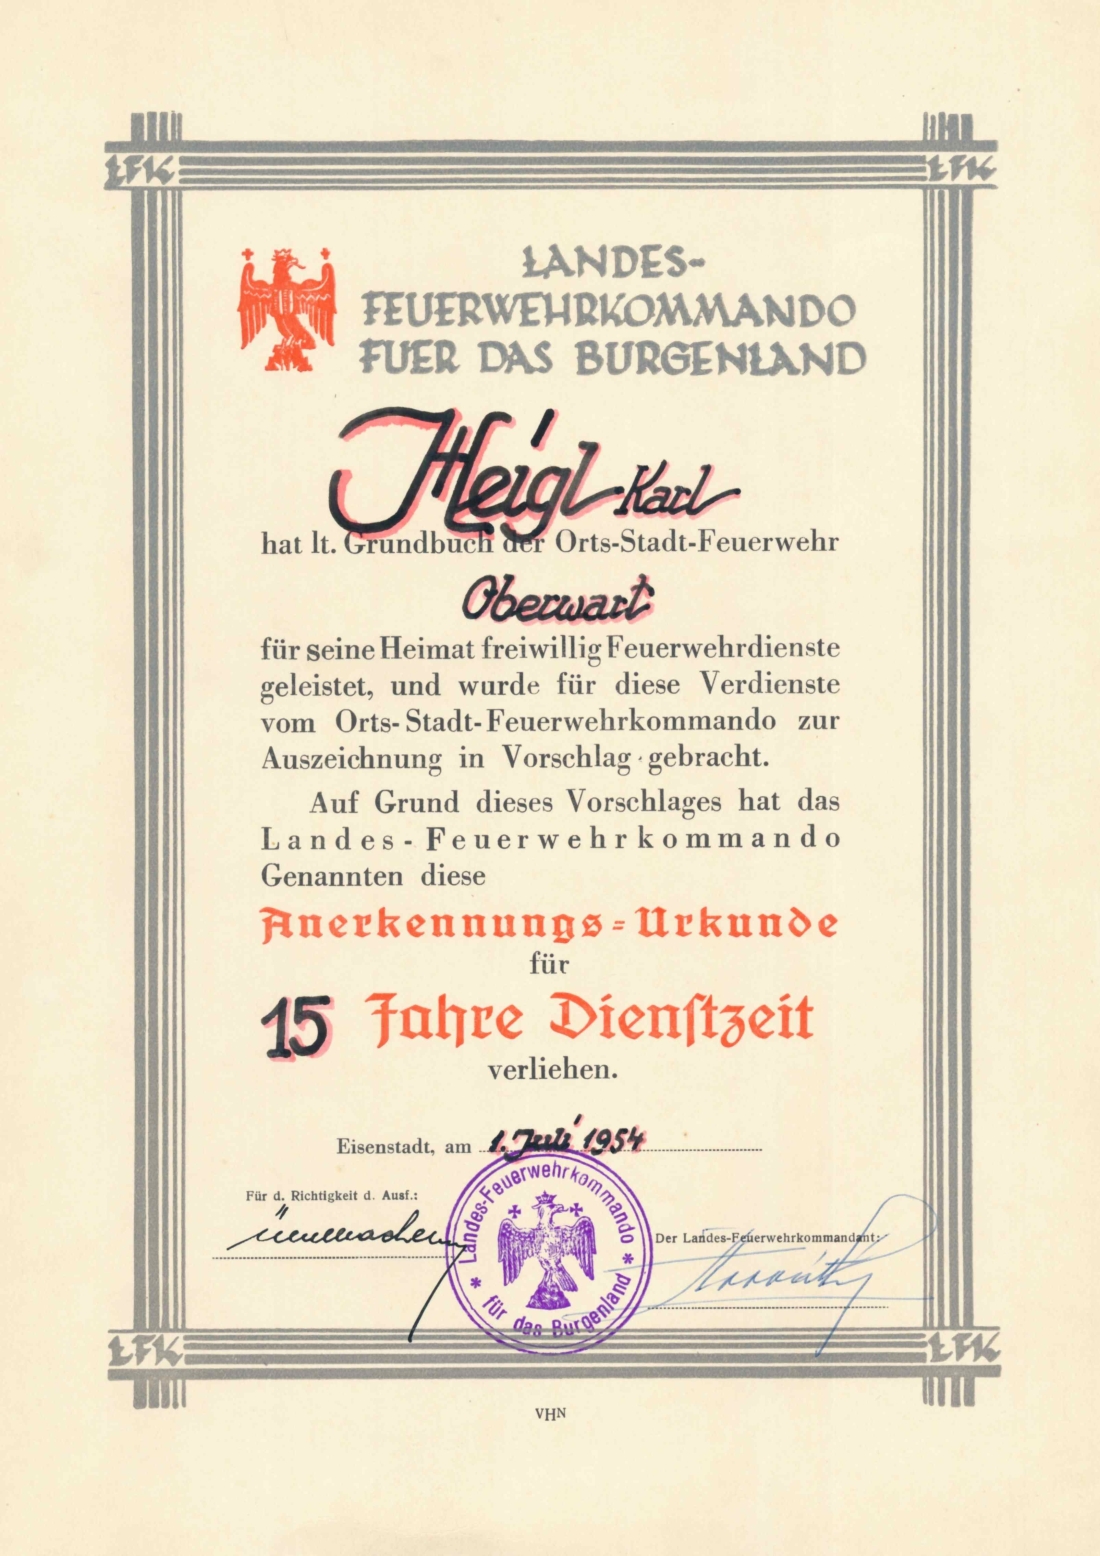 LFK LFK
LANDES-
FEUERWEHRKOMMANDO
FUER DAS BURGENLAND
Heigl Karl
hat lt. Grundbuch der Orts-Stadt-Feuerwehr
Oberwart
für seine Heimat freiwillig Feuerwehrdienste
geleistet, und wurde für diese Verdienste
vom Orts-Stadt-Feuerwehrkommando zur
Auszeichnung in Vorschlag gebracht.
Auf Grund dieses Vorschlages hat das
Landes-Feuerwehrkommando
Genannten diese
Anerkennungs=Urkunde
für
15 Jahre Dienſtzeit
verliehen.
Eisenstadt, am 1. Juli 1954
Für d. Richtigkeit d. Ausf.:
Der Landes-Feuerwehrkommandant:
* Landes-Feuerwehrkommando *
für das Burgenland
LFK LFK
VHN